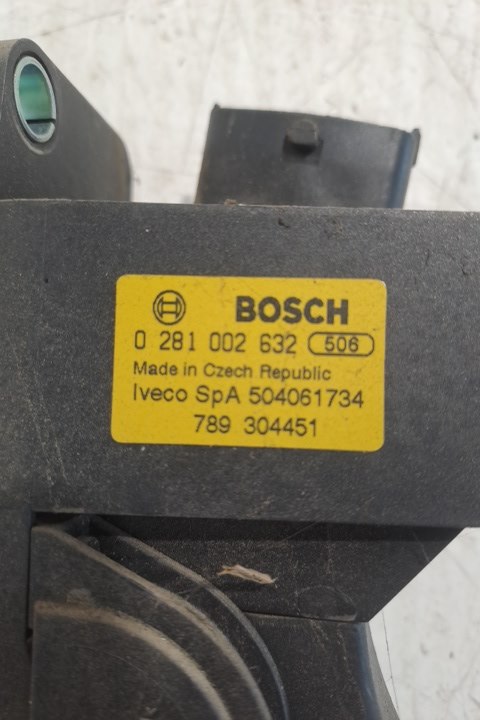 BOSCH
0 281 002 632 506
Made in Czech Republic
Iveco SpA 504061734
789 304451